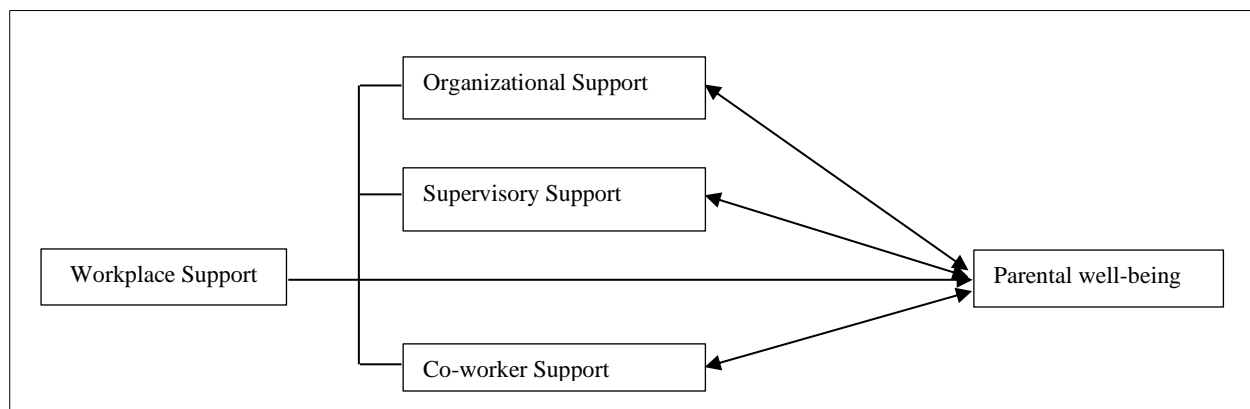 Organizational Support
Supervisory Support
Workplace Support
Parental well-being
Co-worker Support